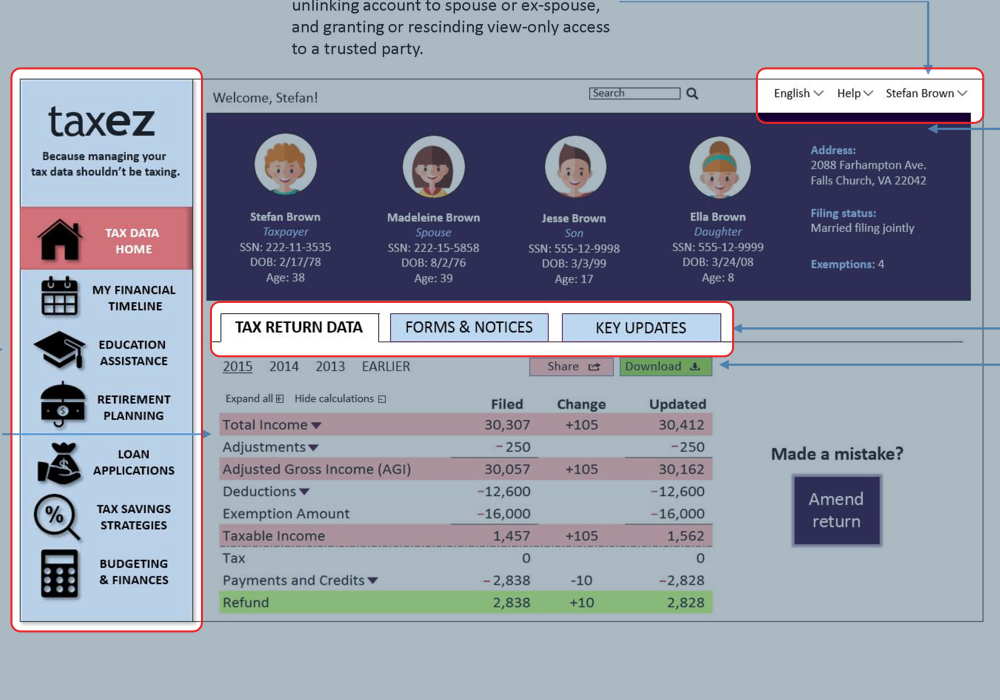 unlinking account to spouse or ex-spouse,
and granting or rescinding view-only access
to a trusted party.
taxez
Because managing your
tax data shouldn't be taxing.
TAX DATA
HOME
MY FINANCIAL
TIMELINE
EDUCATION
ASSISTANCE
RETIREMENT
PLANNING
LOAN
APPLICATIONS
TAX SAVINGS
STRATEGIES
BUDGETING
& FINANCES
Welcome, Stefan!
Search
English Help Stefan Brown
Stefan Brown
Taxpayer
SSN: 222-11-3535
DOB: 2/17/78
Age: 38
Madeleine Brown
Spouse
SSN: 222-15-5858
DOB: 8/2/76
Age: 39
Jesse Brown
Son
SSN: 555-12-9998
DOB: 3/3/99
Age: 17
Ella Brown
Daughter
SSN: 555-12-9999
DOB: 3/24/08
Age: 8
Address:
2088 Farhampton Ave.
Falls Church, VA 22042
Filing status:
Married filing jointly
Exemptions: 4
TAX RETURN DATA FORMS & NOTICES KEY UPDATES
2015 2014 2013 EARLIER Share Download
Expand all Hide calculations
Filed Change Updated
Total Income 30,307 +105 30,412
Adjustments −250 −250
Adjusted Gross Income (AGI) 30,057 +105 30,162
Deductions −12,600 −12,600
Exemption Amount −16,000 −16,000
Taxable Income 1,457 +105 1,562
Tax 0 0
Payments and Credits −2,838 -10 −2,828
Refund 2,838 +10 2,828
Made a mistake?
Amend
return
%
$
$